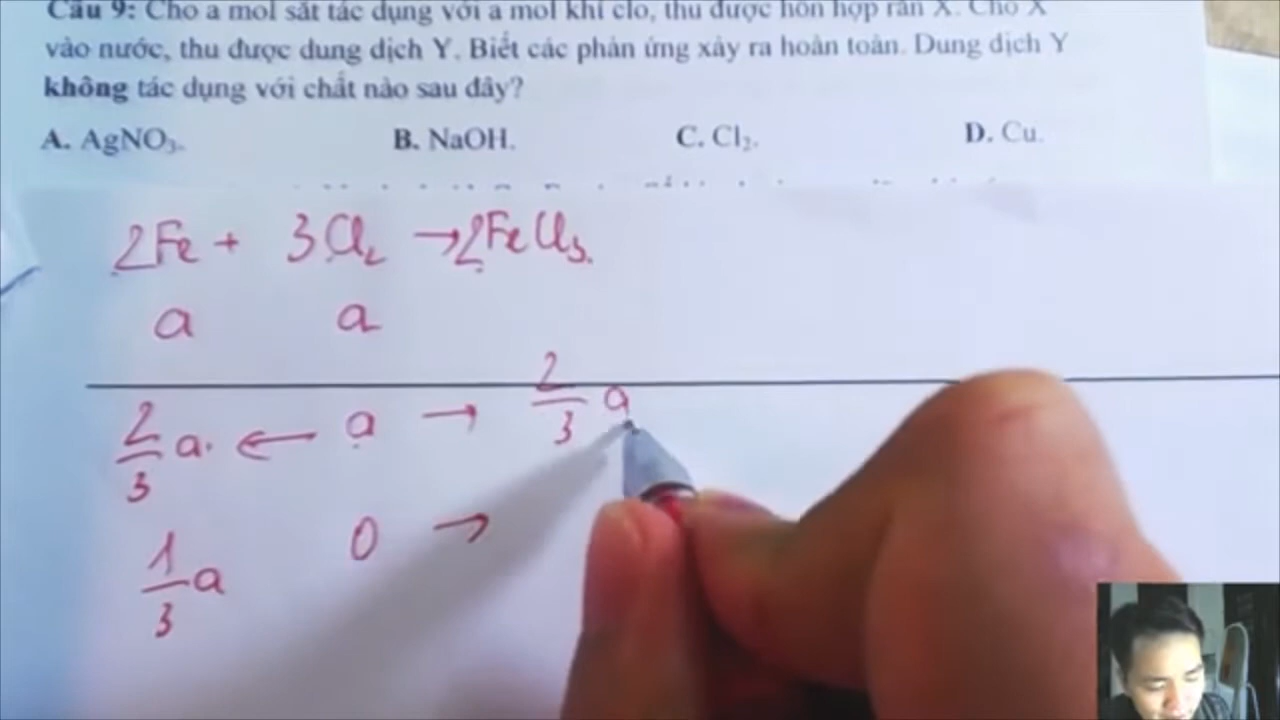 Câu 9: Cho a mol sắt tác dụng với a mol khí clo, thu được hỗn hợp rắn X. Cho X
vào nước, thu được dung dịch Y. Biết các phản ứng xảy ra hoàn toàn. Dung dịch Y
không tác dụng với chất nào sau đây?
A. AgNO₃. B. NaOH. C. Cl₂. D. Cu.
2Fe + 3Cl₂ → 2FeCl₃.
a a
2/3 a. ← a → 2/3 a
1/3 a 0 →